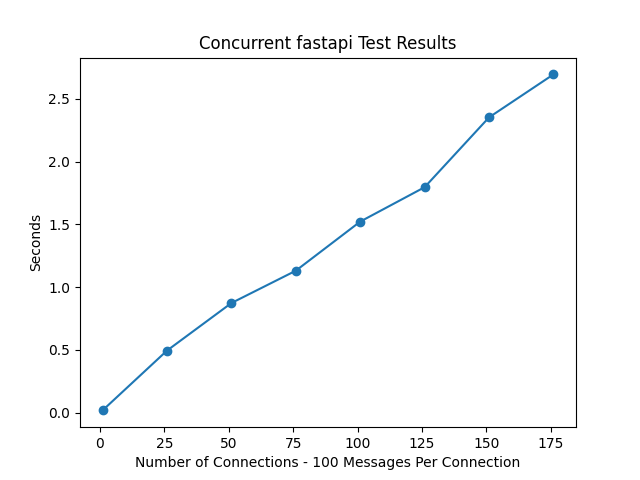 Concurrent fastapi Test Results
2.5
2.0
1.5
1.0
0.5
0.0
Seconds
0 25 50 75 100 125 150 175
Number of Connections - 100 Messages Per Connection